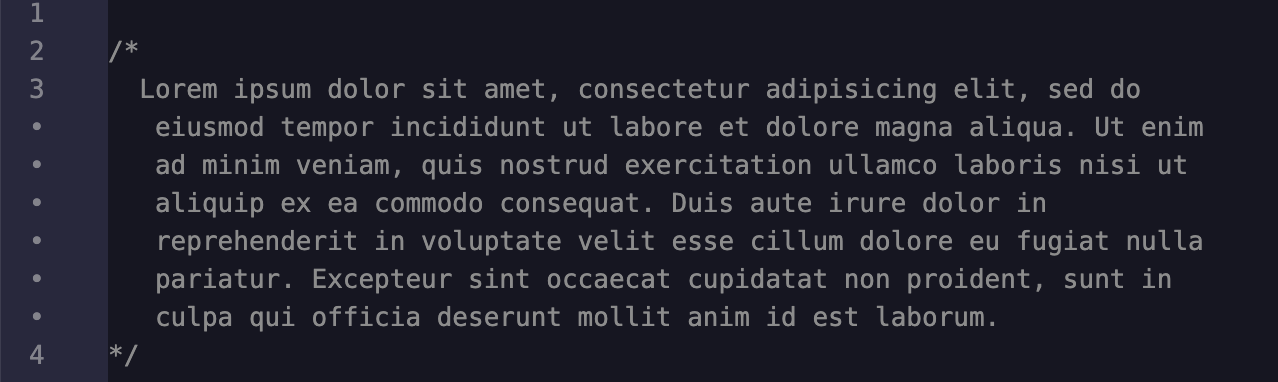 1
2 /*
3 Lorem ipsum dolor sit amet, consectetur adipisicing elit, sed do
• eiusmod tempor incididunt ut labore et dolore magna aliqua. Ut enim
• ad minim veniam, quis nostrud exercitation ullamco laboris nisi ut
• aliquip ex ea commodo consequat. Duis aute irure dolor in
• reprehenderit in voluptate velit esse cillum dolore eu fugiat nulla
• pariatur. Excepteur sint occaecat cupidatat non proident, sunt in
• culpa qui officia deserunt mollit anim id est laborum.
4 */